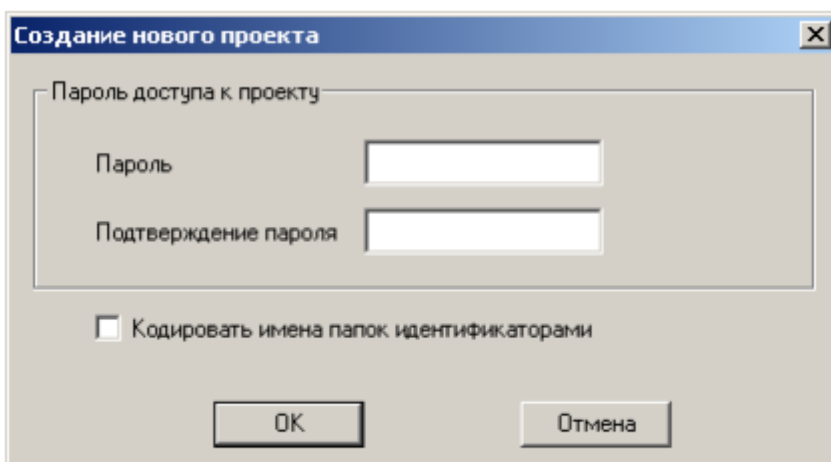 Создание нового проекта
Пароль доступа к проекту
Пароль
Подтверждение пароля
Кодировать имена папок идентификаторами
OK
Отмена